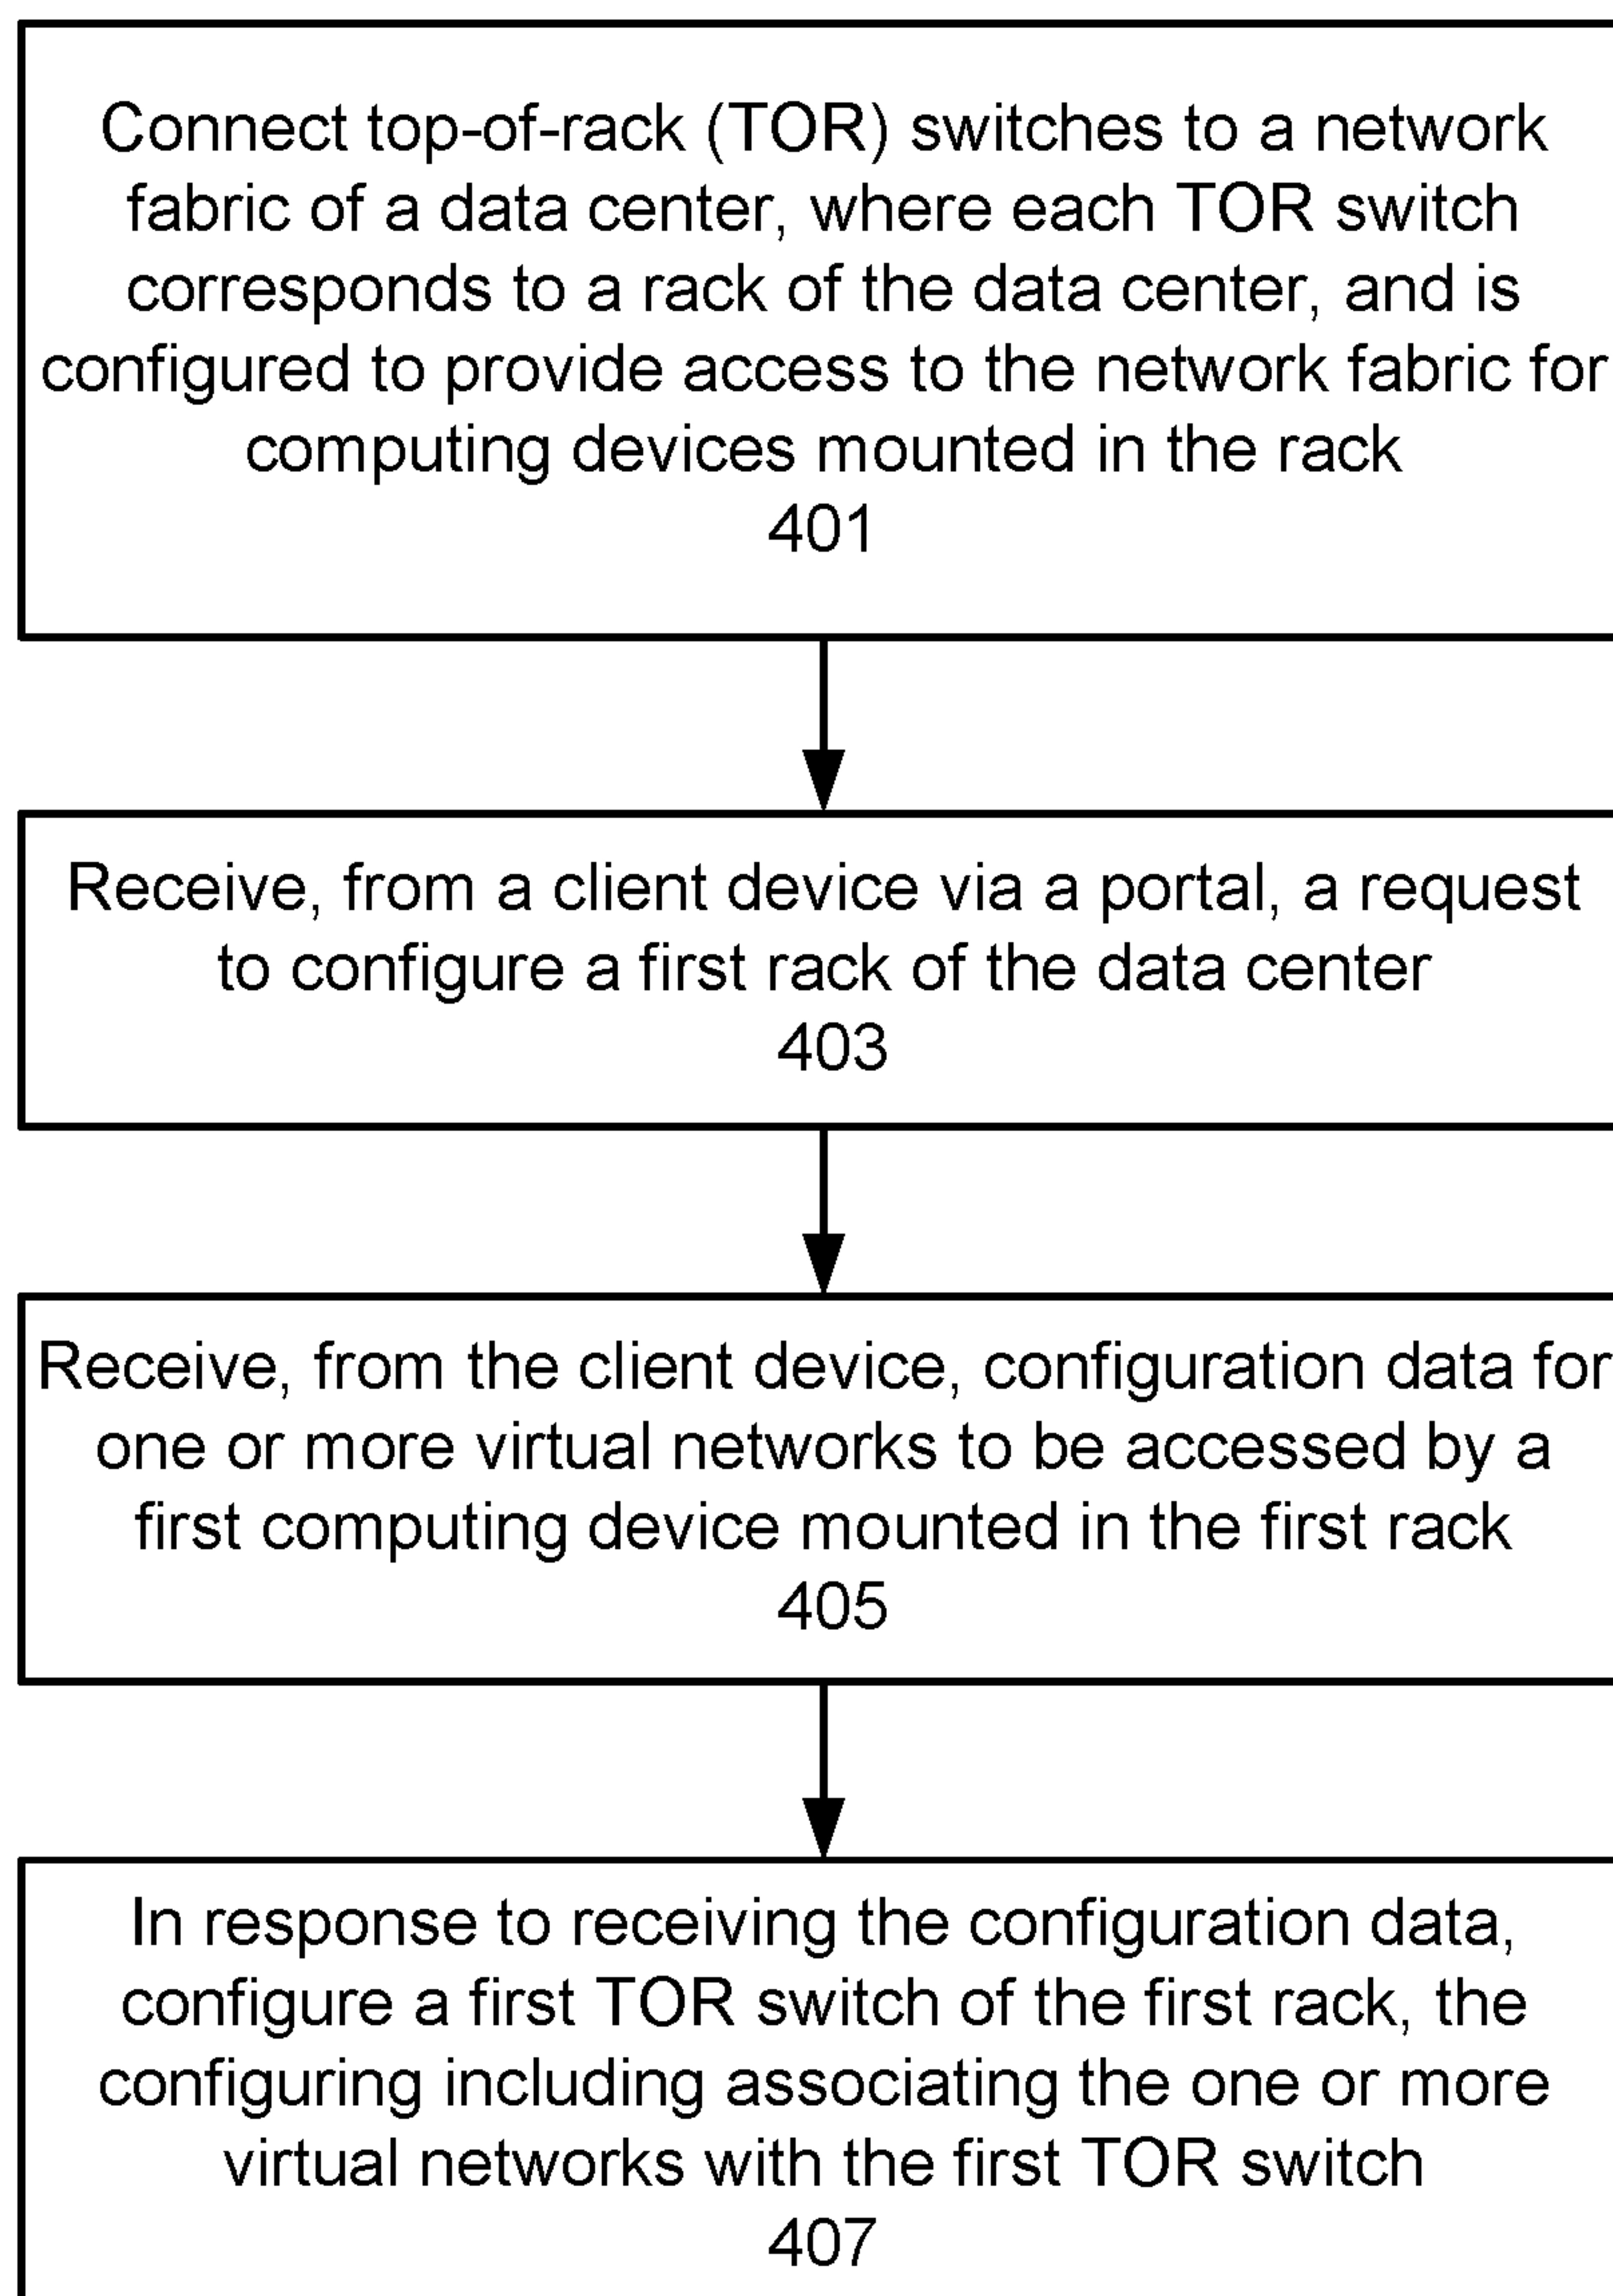 Connect top-of-rack (TOR) switches to a network
fabric of a data center, where each TOR switch
corresponds to a rack of the data center, and is
configured to provide access to the network fabric for
computing devices mounted in the rack
401
Receive, from a client device via a portal, a request
to configure a first rack of the data center
403
Receive, from the client device, configuration data for
one or more virtual networks to be accessed by a
first computing device mounted in the first rack
405
In response to receiving the configuration data,
configure a first TOR switch of the first rack, the
configuring including associating the one or more
virtual networks with the first TOR switch
407